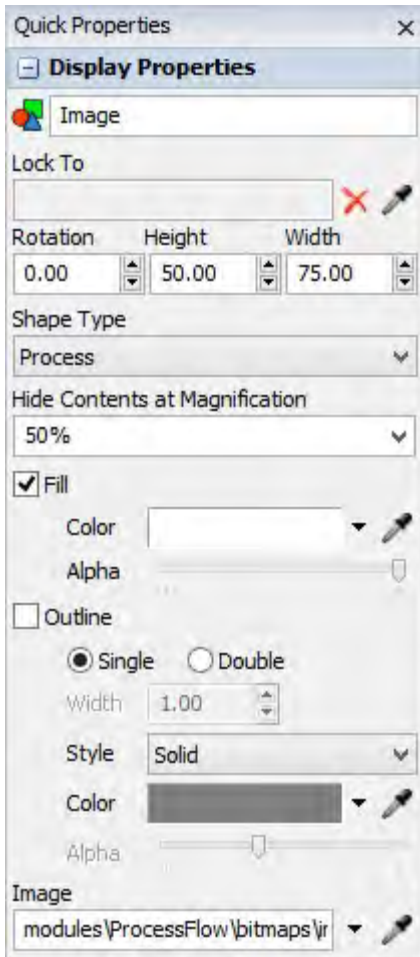 Quick Properties
Display Properties
Image
Lock To
Rotation Height Width
0.00 50.00 75.00
Shape Type
Process
Hide Contents at Magnification
50%
Fill
Color
Alpha
Outline
Single Double
Width 1.00
Style Solid
Color
Alpha
Image
modules\ProcessFlow\bitmaps\